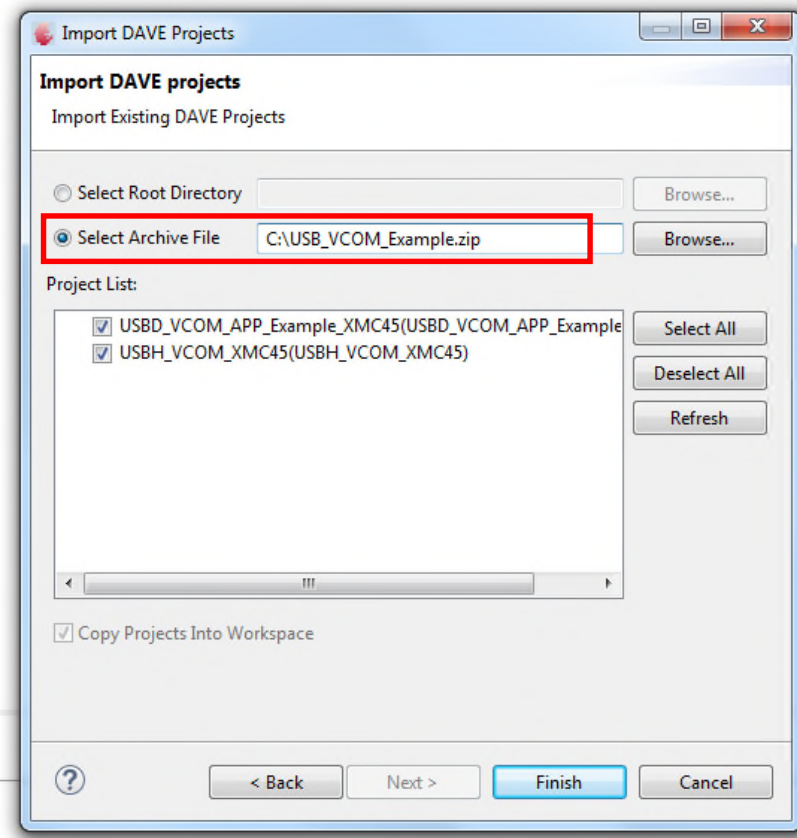 Import DAVE Projects
Import DAVE projects
Import Existing DAVE Projects
Select Root Directory Browse...
Select Archive File C:\USB_VCOM_Example.zip Browse...
Project List:
USBD_VCOM_APP_Example_XMC45(USBD_VCOM_APP_Example Select All
USBH_VCOM_XMC45(USBH_VCOM_XMC45)
Deselect All
Refresh
Copy Projects Into Workspace
? < Back Next > Finish Cancel